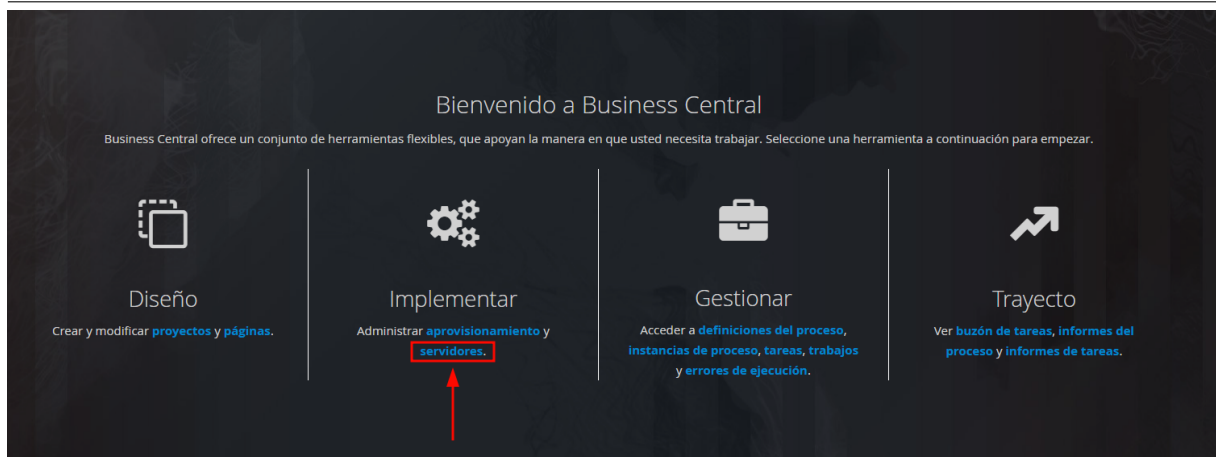 Bienvenido a Business Central
Business Central ofrece un conjunto de herramientas flexibles, que apoyan la manera en que usted necesita trabajar. Seleccione una herramienta a continuación para empezar.
Diseño
Crear y modificar proyectos y páginas.
Implementar
Administrar aprovisionamiento y
servidores.
Gestionar
Acceder a definiciones del proceso,
instancias de proceso, tareas, trabajos
y errores de ejecución.
Trayecto
Ver buzón de tareas, informes del
proceso y informes de tareas.